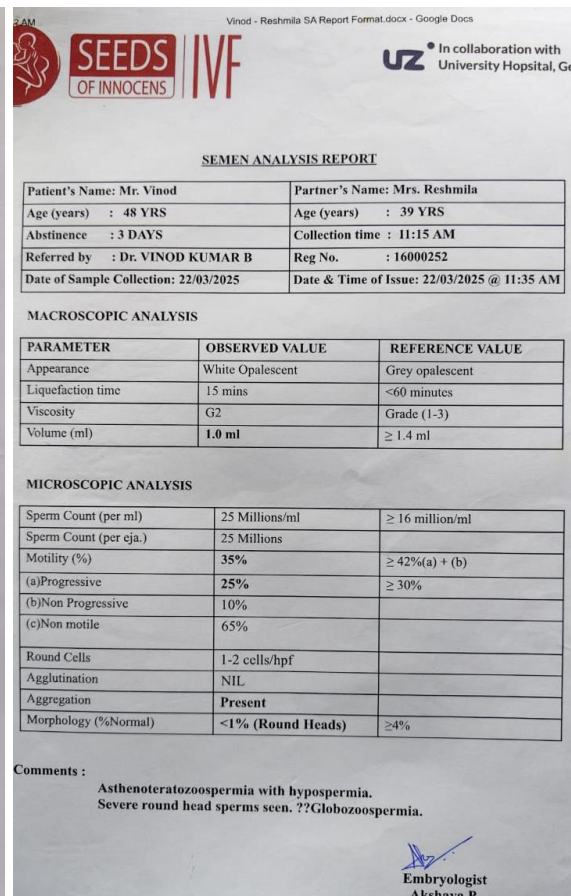 AM
Vinod - Reshmila SA Report Format.docx - Google Docs
SEEDS
OF INNOCENS
IVF
UZ
In collaboration with
University Hopsital, Ge
SEMEN ANALYSIS REPORT
Patient's Name: Mr. Vinod Partner's Name: Mrs. Reshmila
Age (years) : 48 YRS Age (years) : 39 YRS
Abstinence : 3 DAYS Collection time : 11:15 AM
Referred by : Dr. VINOD KUMAR B Reg No. : 16000252
Date of Sample Collection: 22/03/2025 Date & Time of Issue: 22/03/2025 @ 11:35 AM
MACROSCOPIC ANALYSIS
PARAMETER OBSERVED VALUE REFERENCE VALUE
Appearance White Opalescent Grey opalescent
Liquefaction time 15 mins <60 minutes
Viscosity G2 Grade (1-3)
Volume (ml) 1.0 ml ≥ 1.4 ml
MICROSCOPIC ANALYSIS
Sperm Count (per ml) 25 Millions/ml ≥ 16 million/ml
Sperm Count (per eja.) 25 Millions
Motility (%) 35% ≥ 42%(a) + (b)
(a)Progressive 25% ≥ 30%
(b)Non Progressive 10%
(c)Non motile 65%
Round Cells 1-2 cells/hpf
Agglutination NIL
Aggregation Present
Morphology (%Normal) <1% (Round Heads) ≥4%
Comments :
Asthenoteratozoospermia with hypospermia.
Severe round head sperms seen. ??Globozoospermia.
Embryologist
Akshaya P